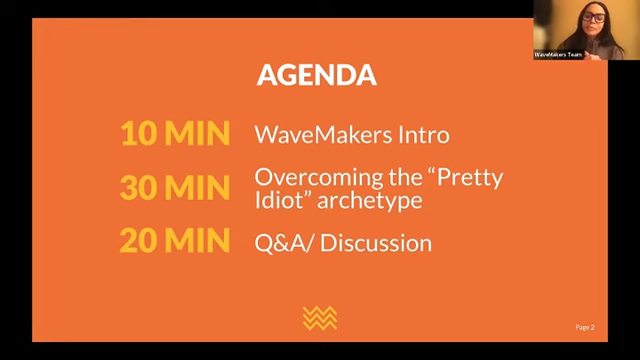 WaveMakers Team
AGENDA
10 MIN WaveMakers Intro
30 MIN Overcoming the “Pretty
Idiot” archetype
20 MIN Q&A/ Discussion
Page 2